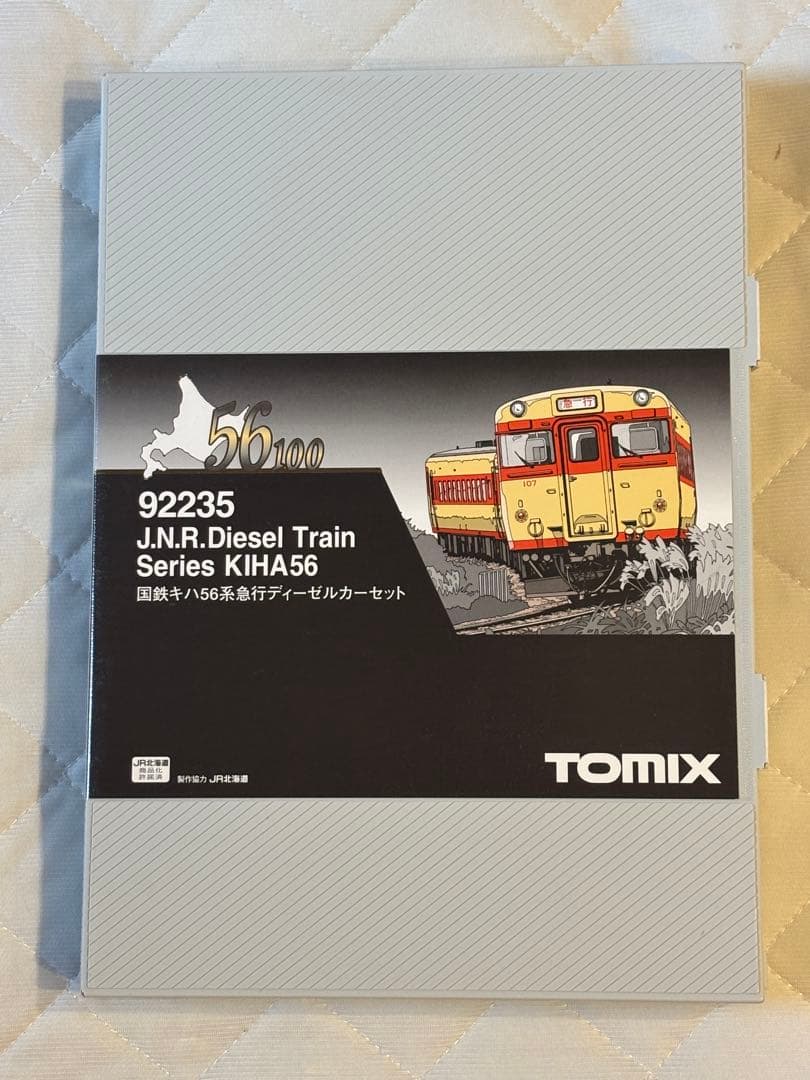 56 100
急行
107
92235
J.N.R.Diesel Train
Series KIHA56
国鉄キハ56系急行ディーゼルカーセット
JR北海道
商品化
許諾済
製作協力 JR北海道
TOMIX